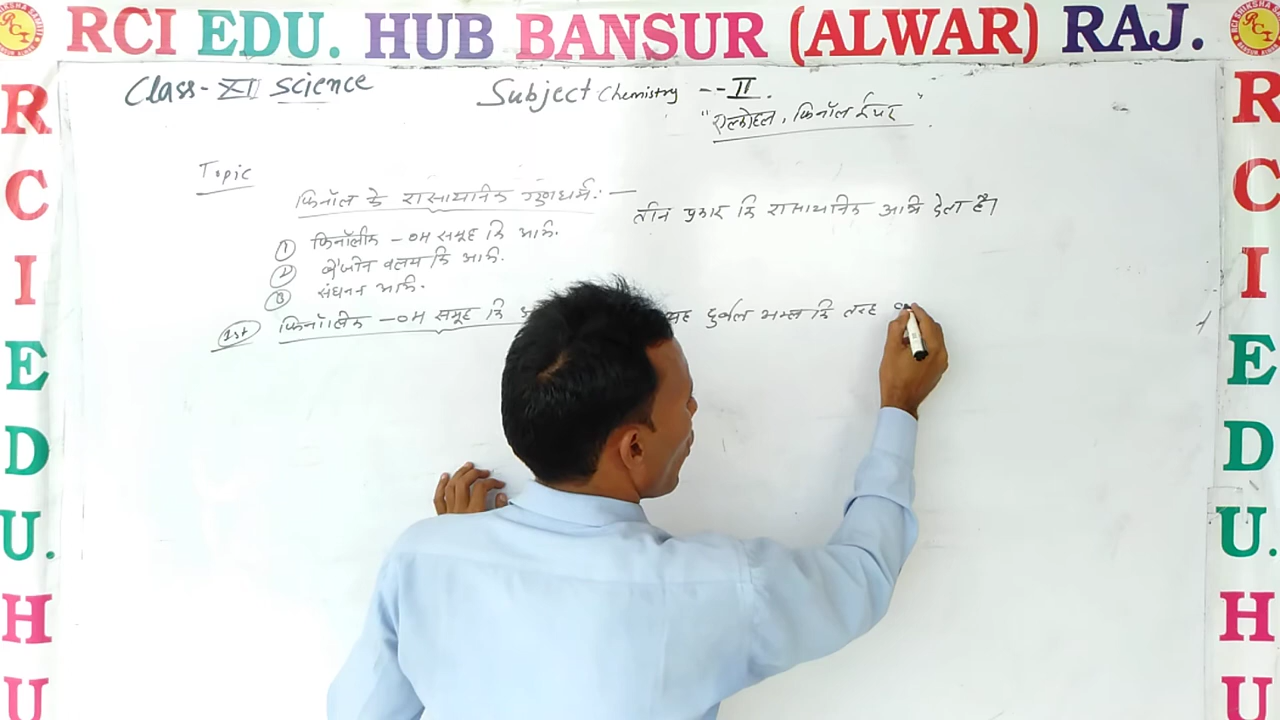 RCI EDU. HUB BANSUR (ALWAR) RAJ.
Class- XII Science
Subject Chemistry -- II.
"एल्कोहल, फिनॉल ईथर"
Topic
फिनॉल के रासायनिक गुणधर्म :—
तीन प्रकार कि रासायनिक अभि देता है।
① फिनॉलीक -OH समूह कि अभि.
② बेंजीन वलय कि अभि.
③ संघनन अभि.
1st फिनॉलीक -OH समूह कि
यह दुर्बल अम्ल कि तरह
R
C
I
E
D
U.
H
U
R
C
I
E
D
U.
H
U